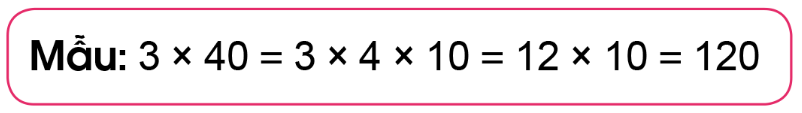 Mẫu: 3 × 40 = 3 × 4 × 10 = 12 × 10 = 120